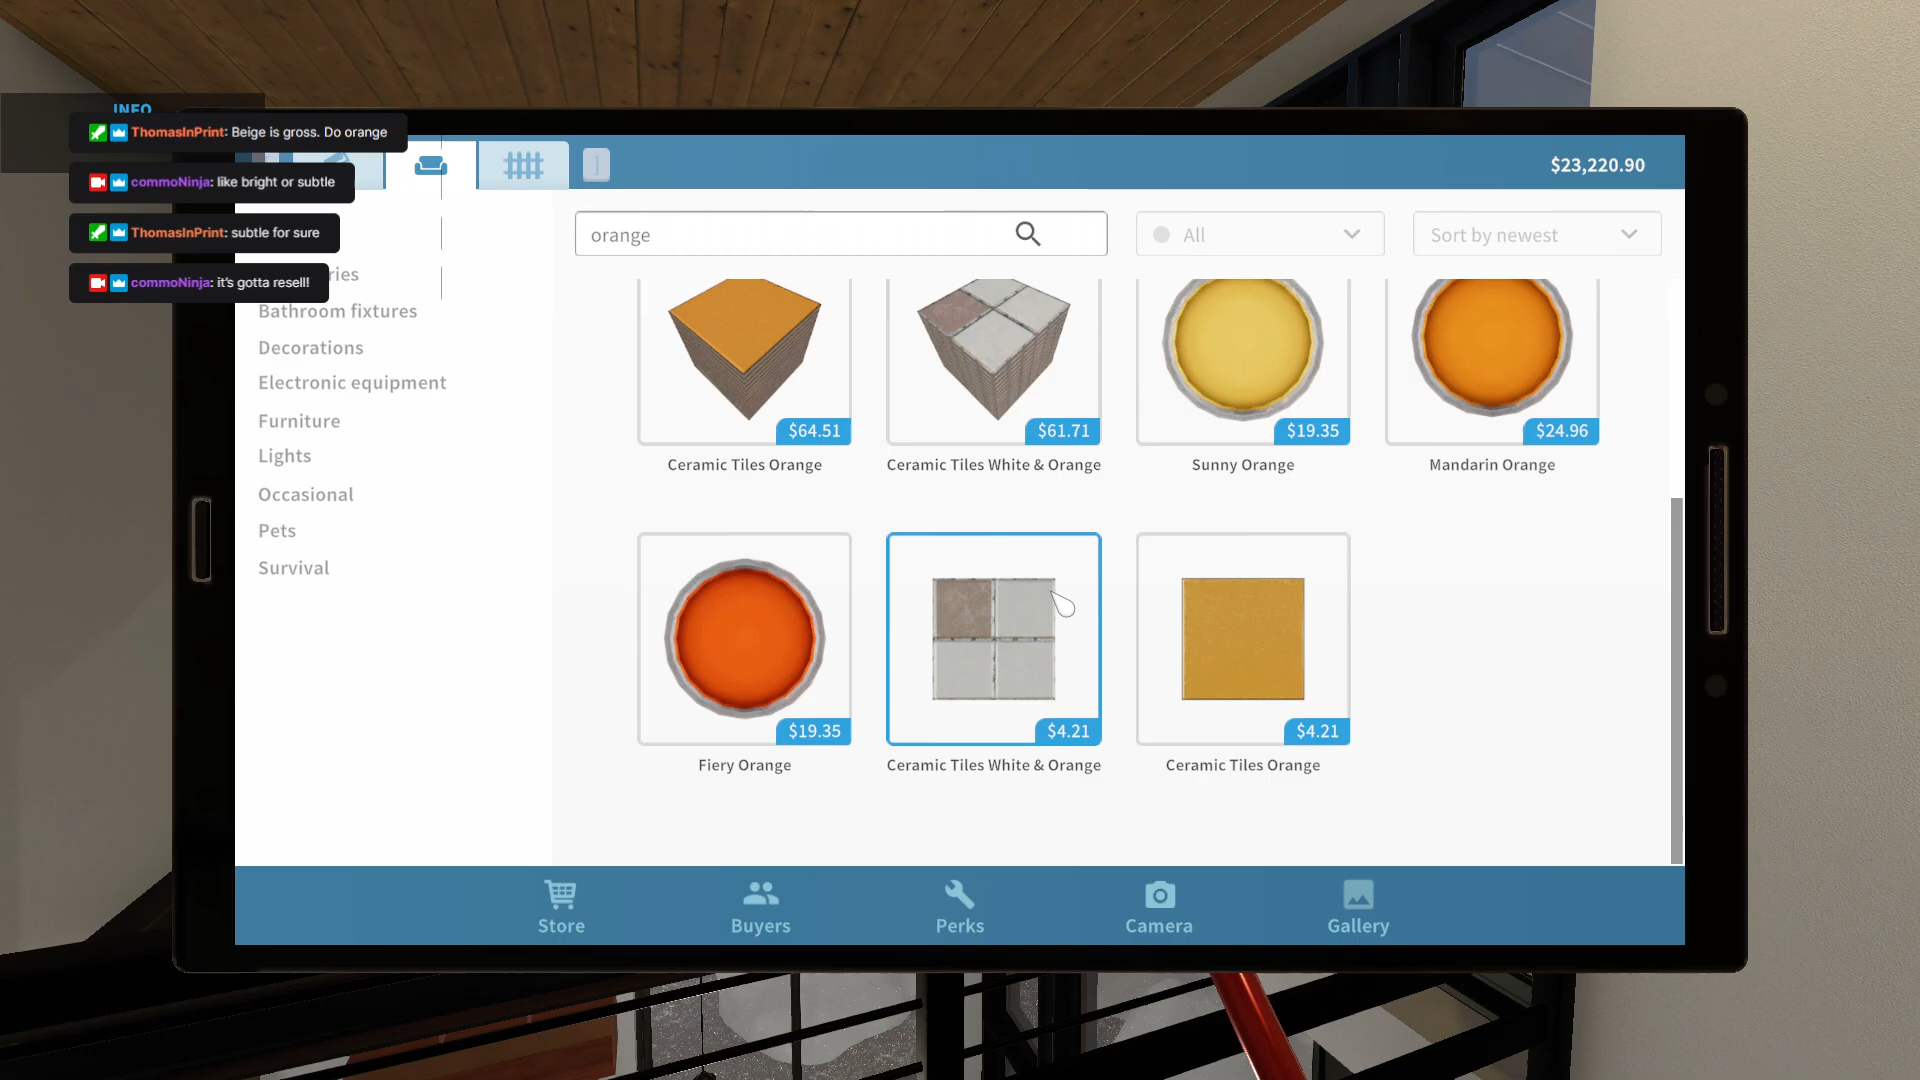 INFO
ThomasInPrint: Beige is gross. Do orange
commoNinja: like bright or subtle
ThomasInPrint: subtle for sure
commoNinja: it's gotta resell!
]
$23,220.90
orange
All
Sort by newest
ries
Bathroom fixtures
Decorations
Electronic equipment
Furniture
Lights
Occasional
Pets
Survival
$64.51
$61.71
$19.35
$24.96
Ceramic Tiles Orange
Ceramic Tiles White & Orange
Sunny Orange
Mandarin Orange
$19.35
$4.21
$4.21
Fiery Orange
Ceramic Tiles White & Orange
Ceramic Tiles Orange
Store
Buyers
Perks
Camera
Gallery